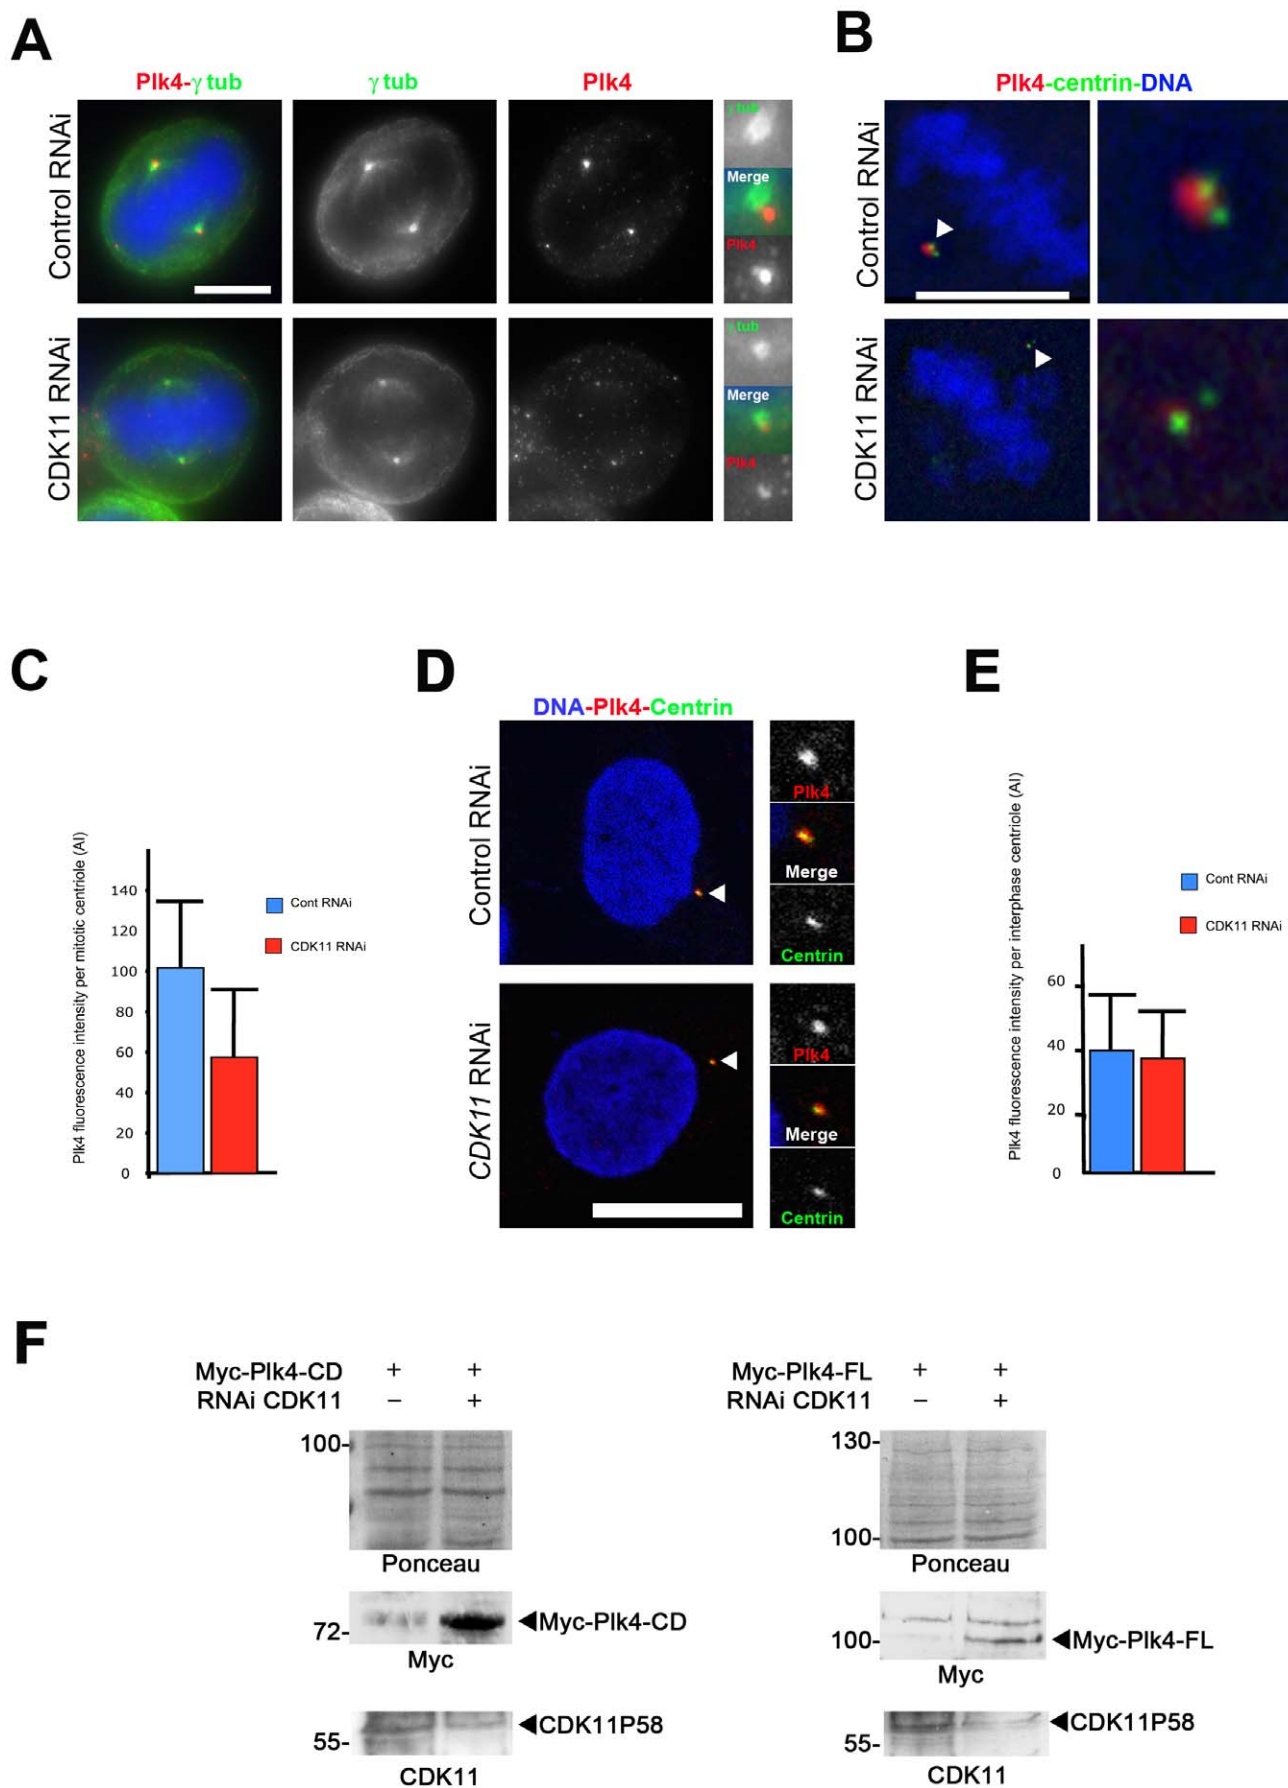 A
Plk4-γ tub
γ tub
Plk4
Control RNAi
γ tub
Merge
Plk4
CDK11 RNAi
γ tub
Merge
Plk4
B
Plk4-centrin-DNA
Control RNAi
CDK11 RNAi
C
Plk4 fluorescence intensity per mitotic centriole (AI)
140
120
100
80
60
40
20
0
Cont RNAi
CDK11 RNAi
D
DNA-Plk4-Centrin
Control RNAi
Plk4
Merge
Centrin
CDK11 RNAi
Plk4
Merge
Centrin
E
Plk4 fluorescence intensity per interphase centriole (AI)
60
40
20
0
Cont RNAi
CDK11 RNAi
F
Myc-Plk4-CD + +
RNAi CDK11 – +
100-
Ponceau
72-
Myc-Plk4-CD
Myc
CDK11P58
55-
CDK11
Myc-Plk4-FL + +
RNAi CDK11 – +
130-
100-
Ponceau
100-
Myc-Plk4-FL
Myc
CDK11P58
55-
CDK11